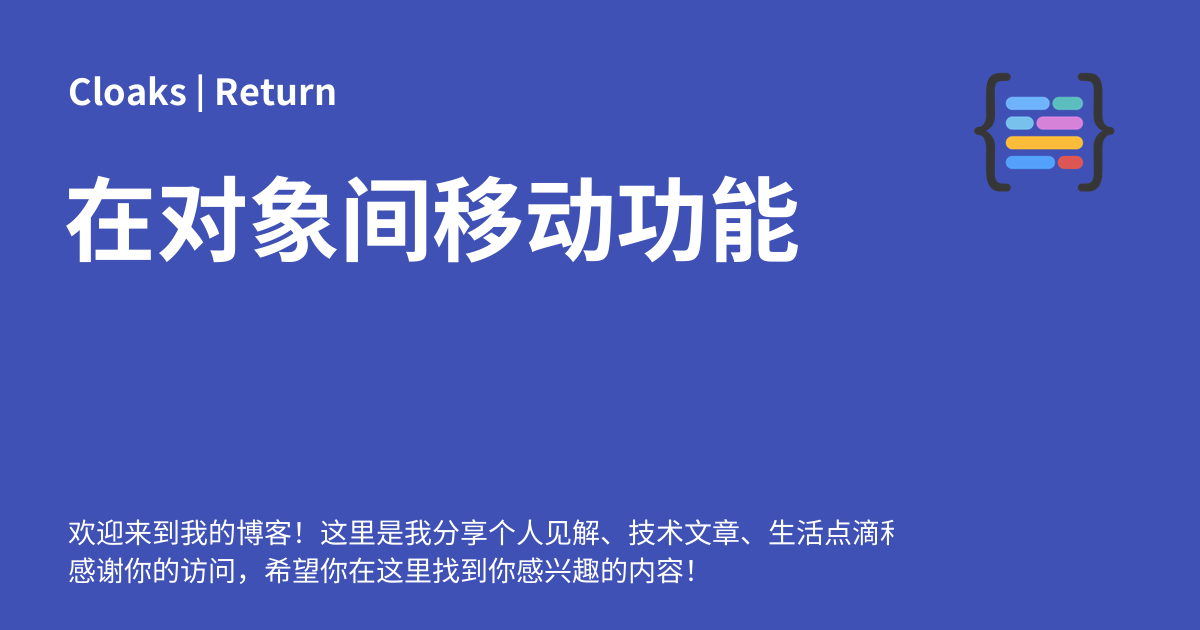 Cloaks | Return
在对象间移动功能
欢迎来到我的博客！这里是我分享个人见解、技术文章、生活点滴
感谢你的访问，希望你在这里找到你感兴趣的内容！